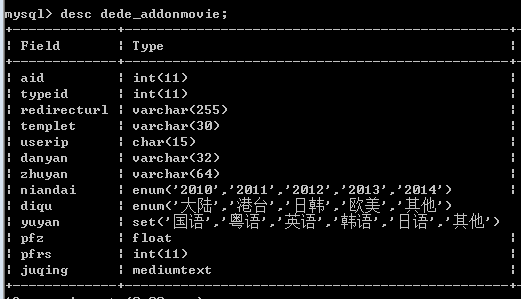 mysql> desc dede_addonmovie;
| Field | Type |
| aid | int(11) |
| typeid | int(11) |
| redirecturl | varchar(255) |
| templet | varchar(30) |
| userip | char(15) |
| danyan | varchar(32) |
| zhuyan | varchar(64) |
| niandai | enum('2010','2011','2012','2013','2014') |
| diqu | enum('大陆','港台','日韩','欧美','其他') |
| yuyan | set('国语','粤语','英语','韩语','日语','其他') |
| pfz | float |
| pfrs | int(11) |
| juqing | mediumtext |